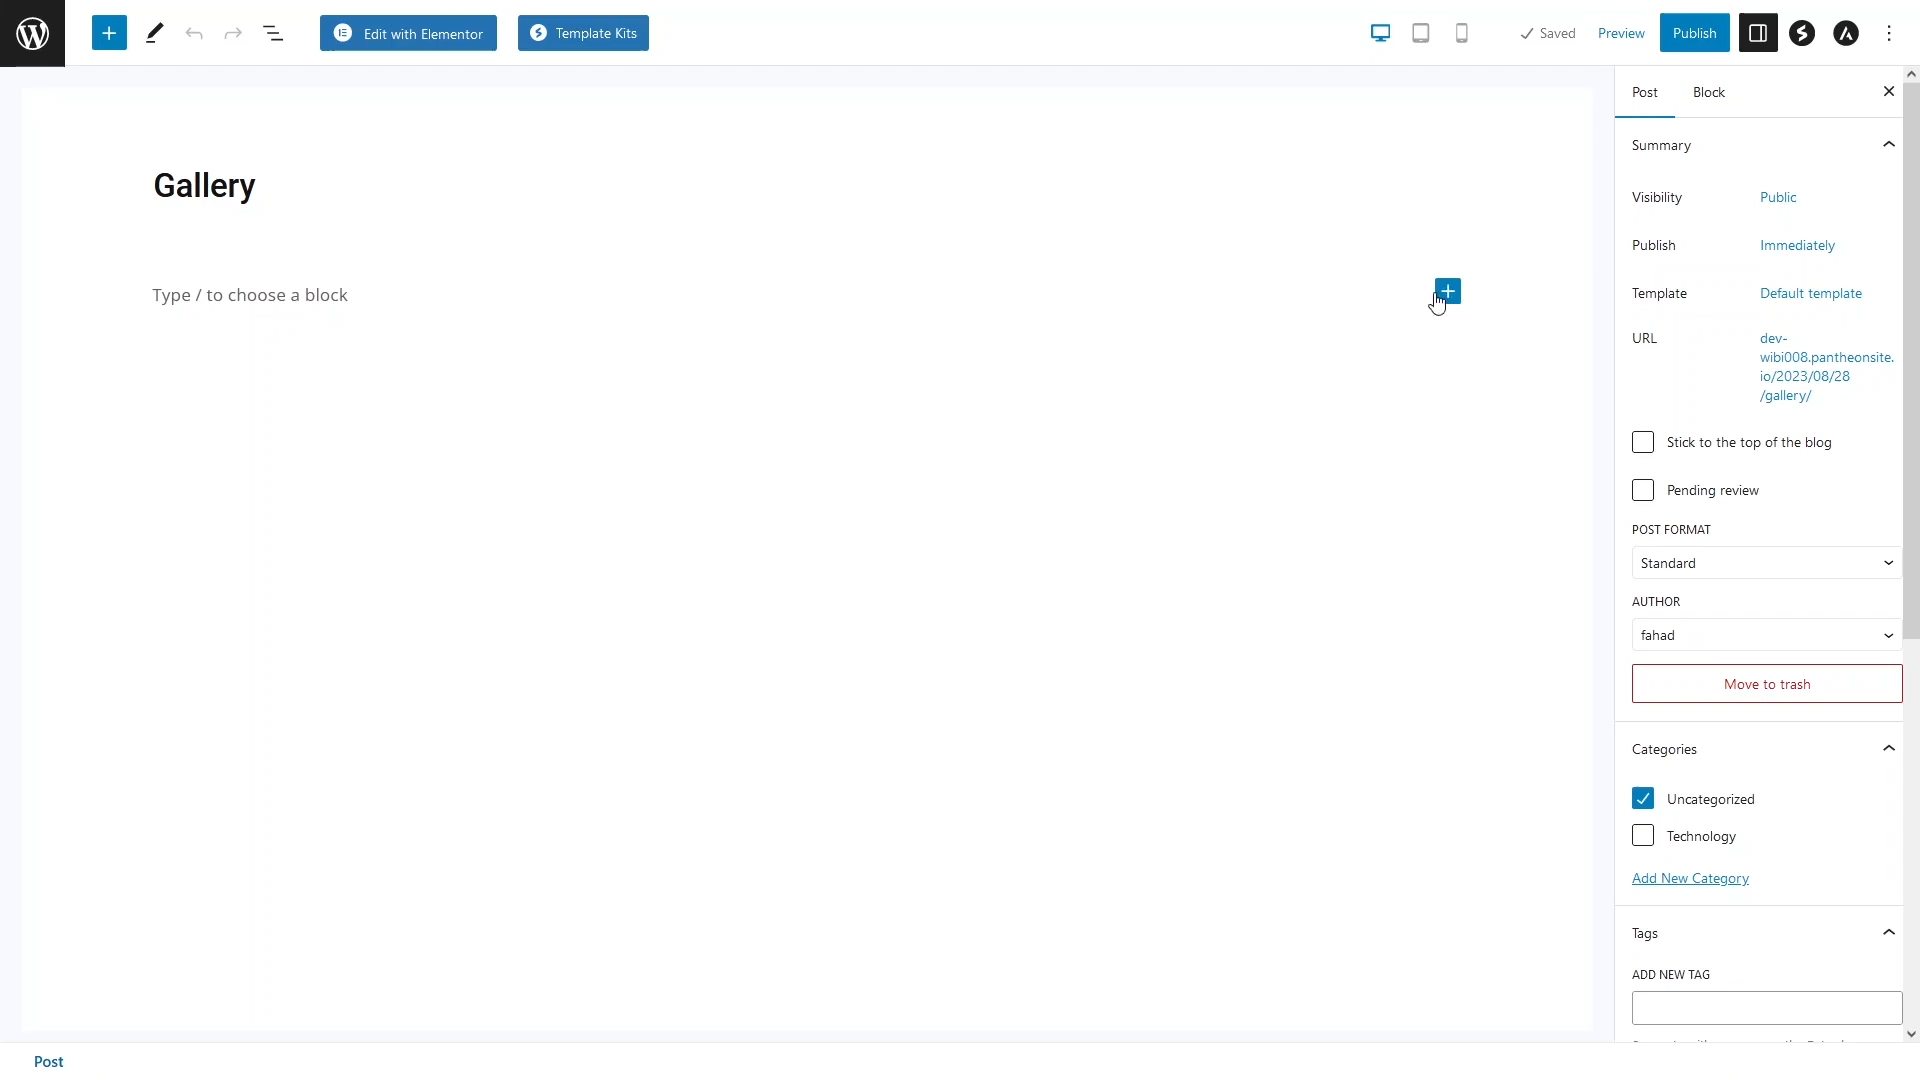 Edit with Elementor
Template Kits
Saved
Preview
Publish
Post
Block
Gallery
Type / to choose a block
Summary
Visibility
Public
Publish
Immediately
Template
Default template
URL
dev-
wibi008.pantheonsite.
io/2023/08/28
/gallery/
Stick to the top of the blog
Pending review
POST FORMAT
Standard
AUTHOR
fahad
Move to trash
Categories
Uncategorized
Technology
Add New Category
Tags
ADD NEW TAG
Post